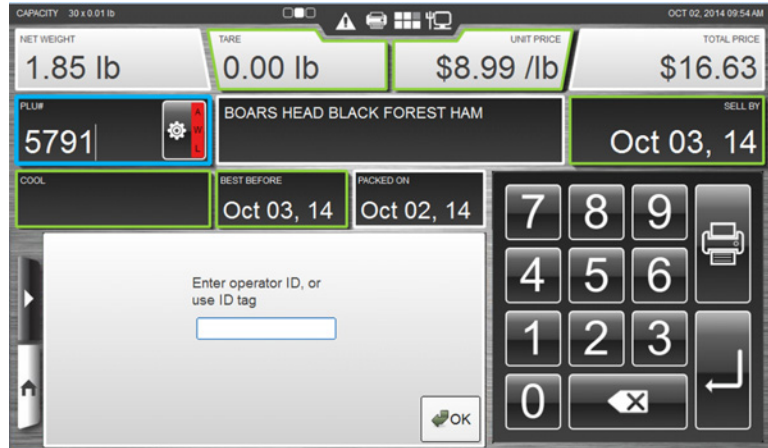 CAPACITY 30 x 0.01 lb
OCT 02, 2014 09:54 AM
NET WEIGHT
1.85 lb
TARE
0.00 lb
UNIT PRICE
$8.99 /lb
TOTAL PRICE
$16.63
PLU#
5791
A
W
L
BOARS HEAD BLACK FOREST HAM
SELL BY
Oct 03, 14
COOL
BEST BEFORE
Oct 03, 14
PACKED ON
Oct 02, 14
Enter operator ID, or
use ID tag
OK
7 8 9
4 5 6
1 2 3
0